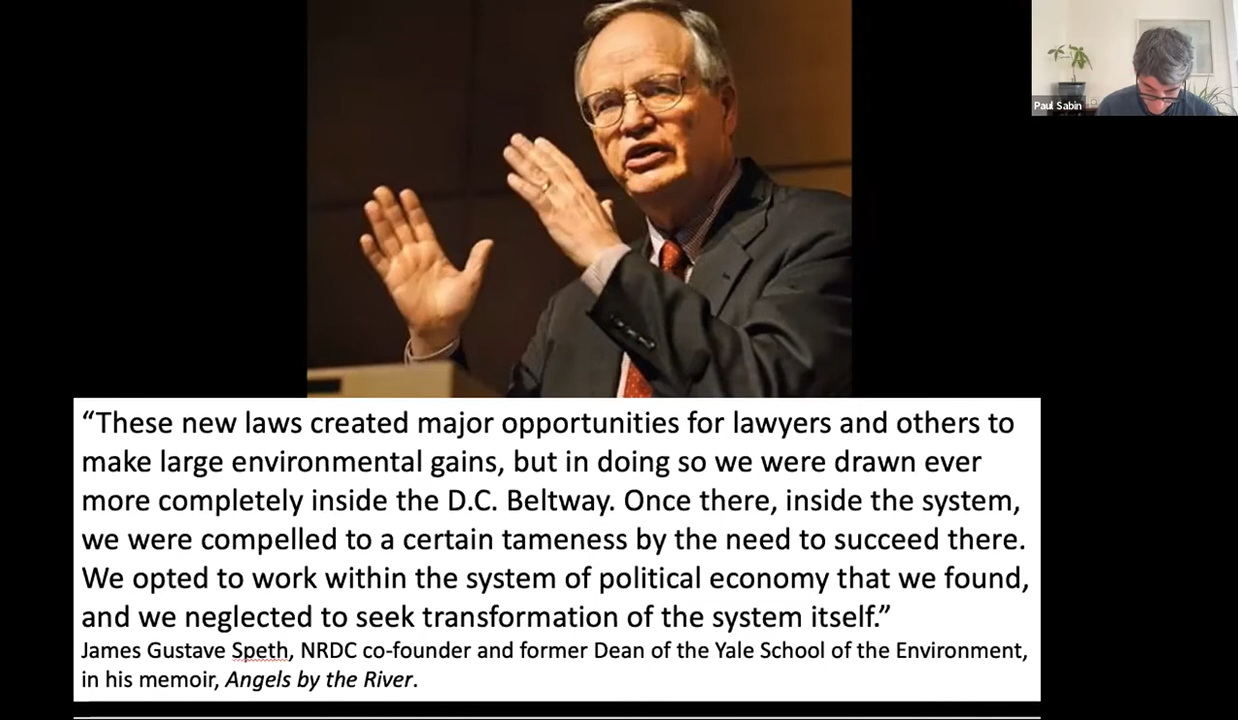 Paul Sabin
“These new laws created major opportunities for lawyers and others to
make large environmental gains, but in doing so we were drawn ever
more completely inside the D.C. Beltway. Once there, inside the system,
we were compelled to a certain tameness by the need to succeed there.
We opted to work within the system of political economy that we found,
and we neglected to seek transformation of the system itself.”
James Gustave Speth, NRDC co-founder and former Dean of the Yale School of the Environment,
in his memoir, Angels by the River.